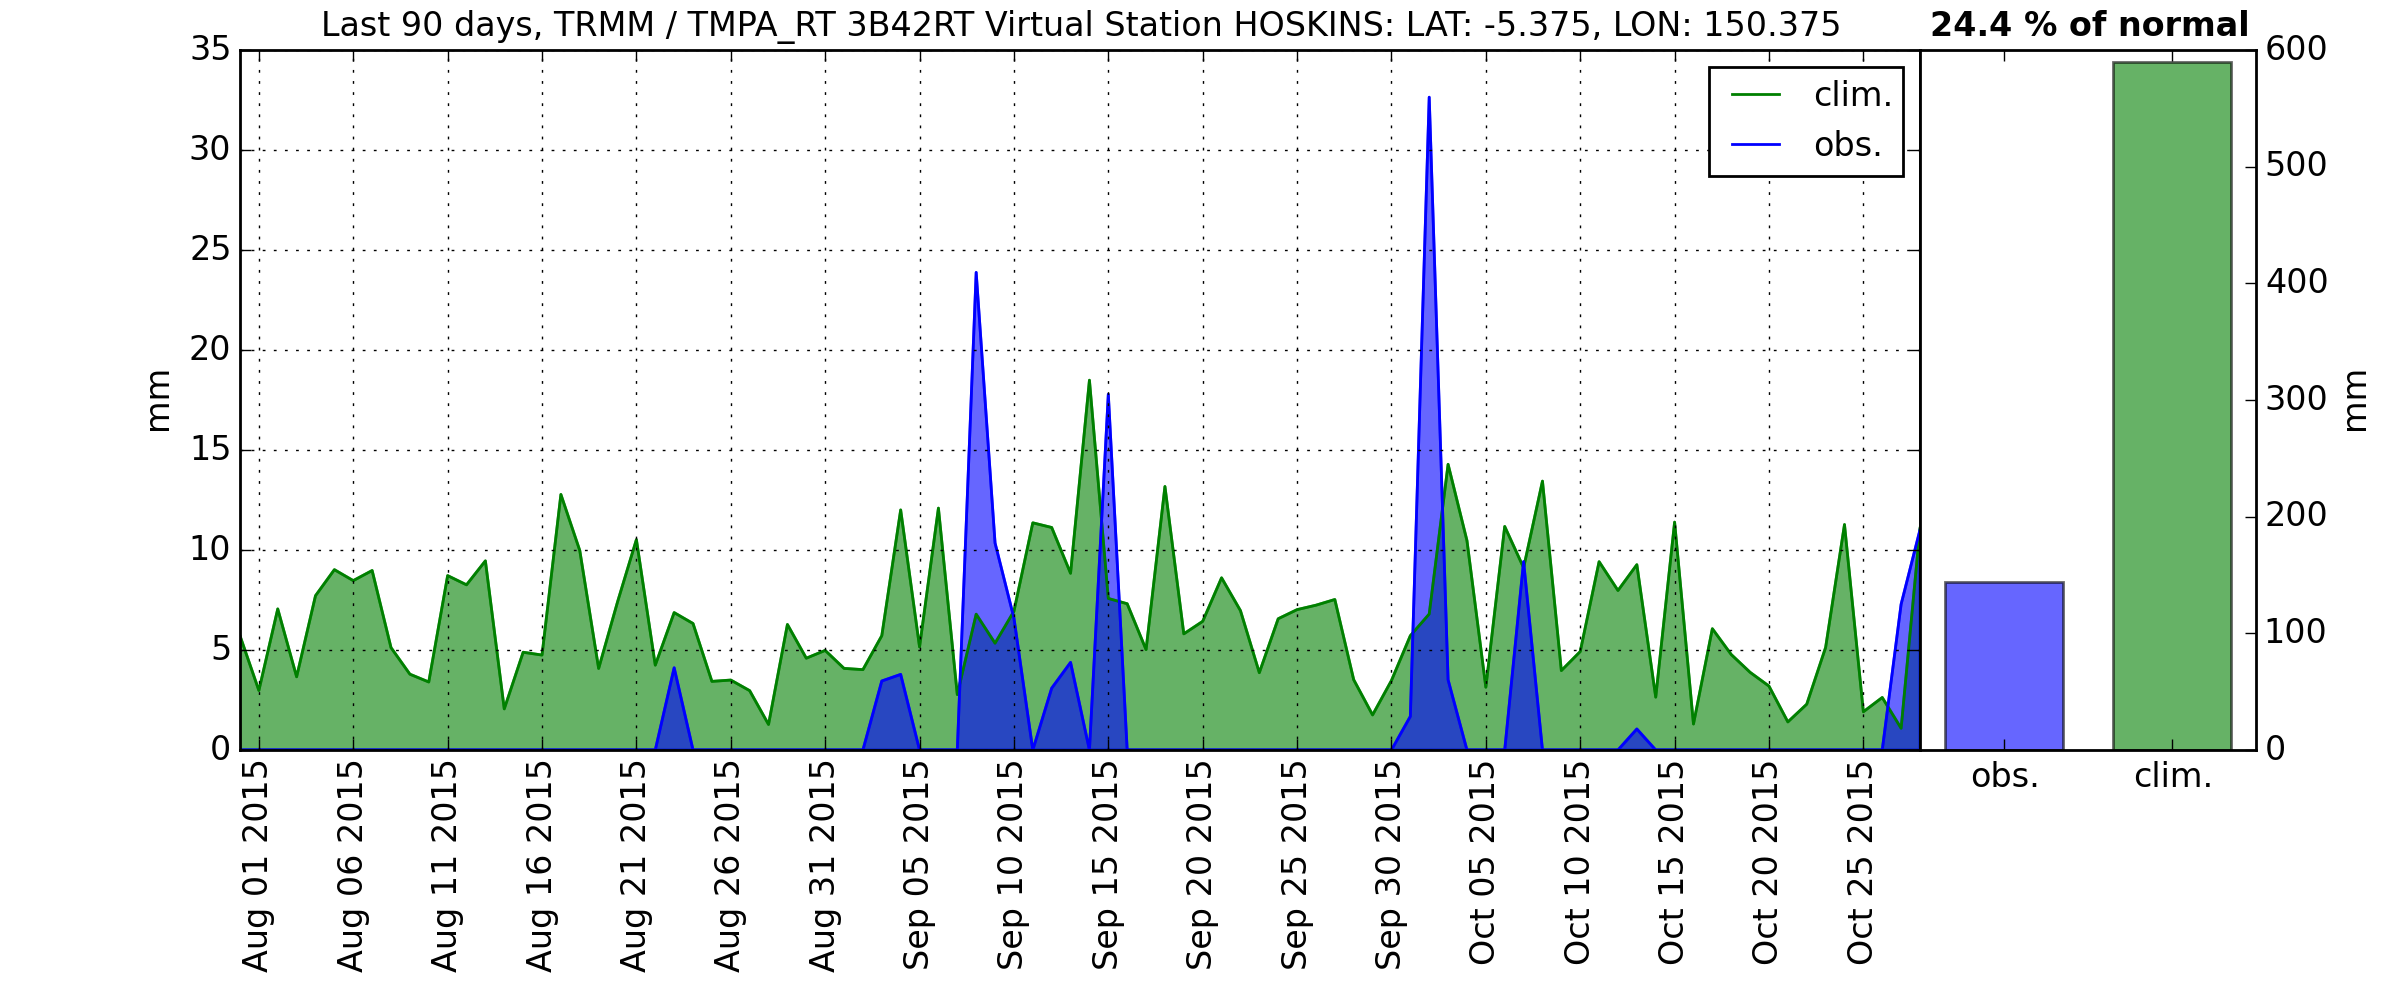 Last 90 days, TRMM / TMPA_RT 3B42RT Virtual Station HOSKINS: LAT: -5.375, LON: 150.375
24.4 % of normal
35
30
25
20
15
10
5
0
mm
clim.
obs.
600
500
400
300
200
100
0
mm
Aug 01 2015
Aug 06 2015
Aug 11 2015
Aug 16 2015
Aug 21 2015
Aug 26 2015
Aug 31 2015
Sep 05 2015
Sep 10 2015
Sep 15 2015
Sep 20 2015
Sep 25 2015
Sep 30 2015
Oct 05 2015
Oct 10 2015
Oct 15 2015
Oct 20 2015
Oct 25 2015
obs.
clim.